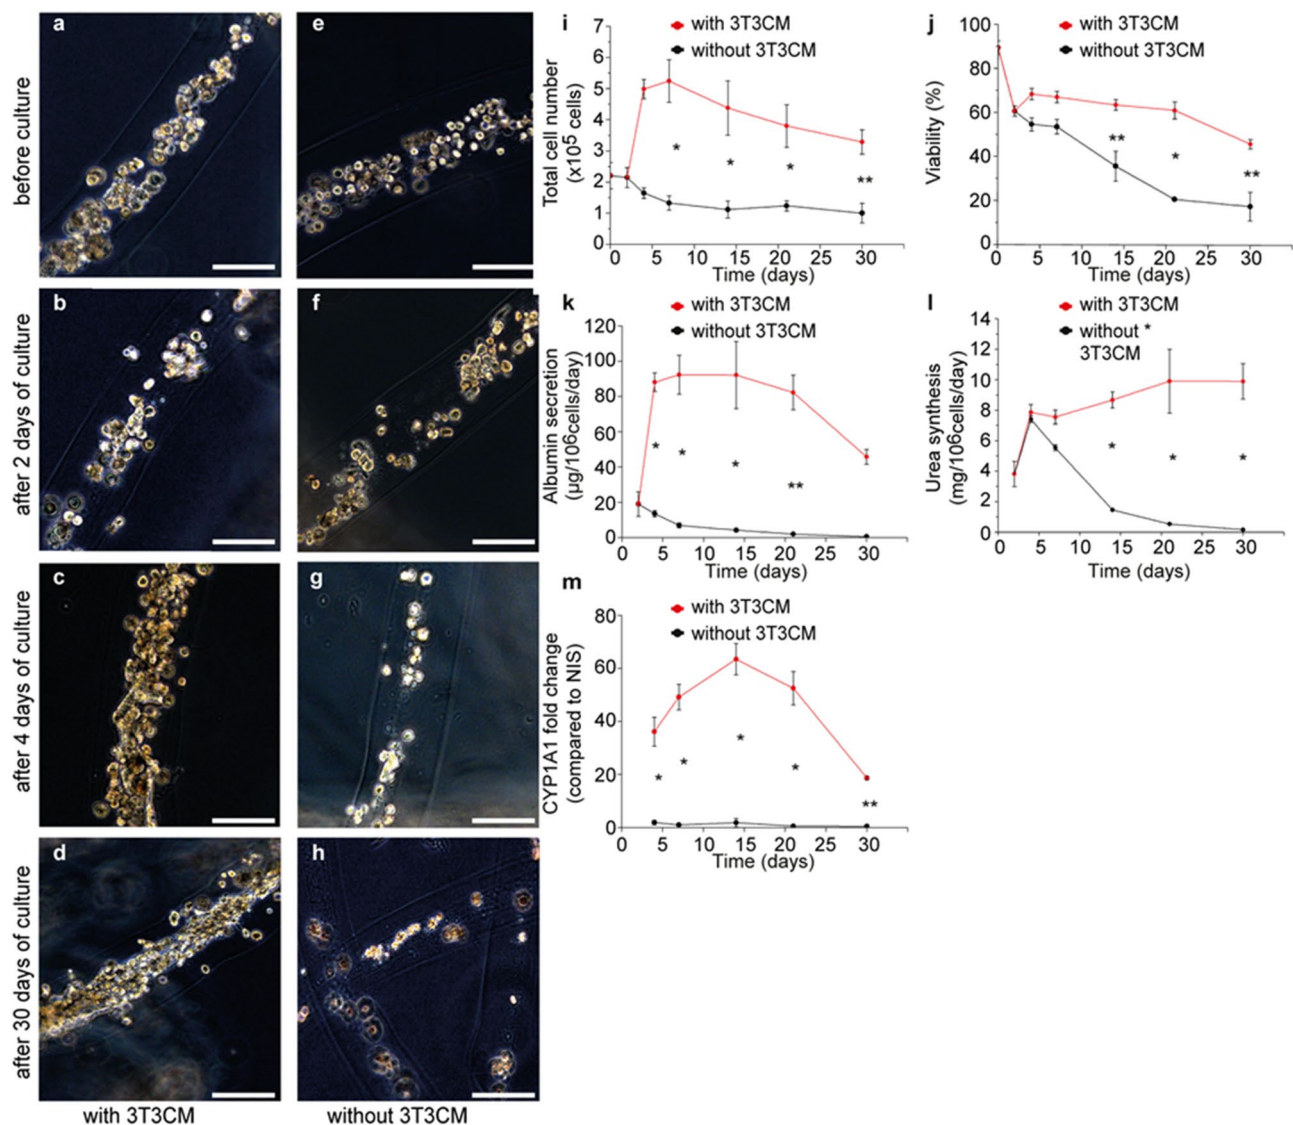 a
e
before culture
b
f
after 2 days of culture
c
g
after 4 days of culture
d
h
after 30 days of culture
with 3T3CM
without 3T3CM
i
with 3T3CM
without 3T3CM
Total cell number
(x10⁵ cells)
7
6
5
4
3
2
1
0
*
*
*
**
0 5 10 15 20 25 30
Time (days)
j
with 3T3CM
without 3T3CM
Viability (%)
100
80
60
40
20
0
**
*
**
0 5 10 15 20 25 30
Time (days)
k
with 3T3CM
without 3T3CM
Albumin secretion
(µg/10⁶cells/day)
120
100
80
60
40
20
0
*
*
*
**
0 5 10 15 20 25 30
Time (days)
l
with 3T3CM
without *
3T3CM
Urea synthesis
(mg/10⁶cells/day)
14
12
10
8
6
4
2
0
*
*
*
0 5 10 15 20 25 30
Time (days)
m
with 3T3CM
without 3T3CM
CYP1A1 fold change
(compared to NIS)
80
60
40
20
0
*
*
*
*
**
0 5 10 15 20 25 30
Time (days)